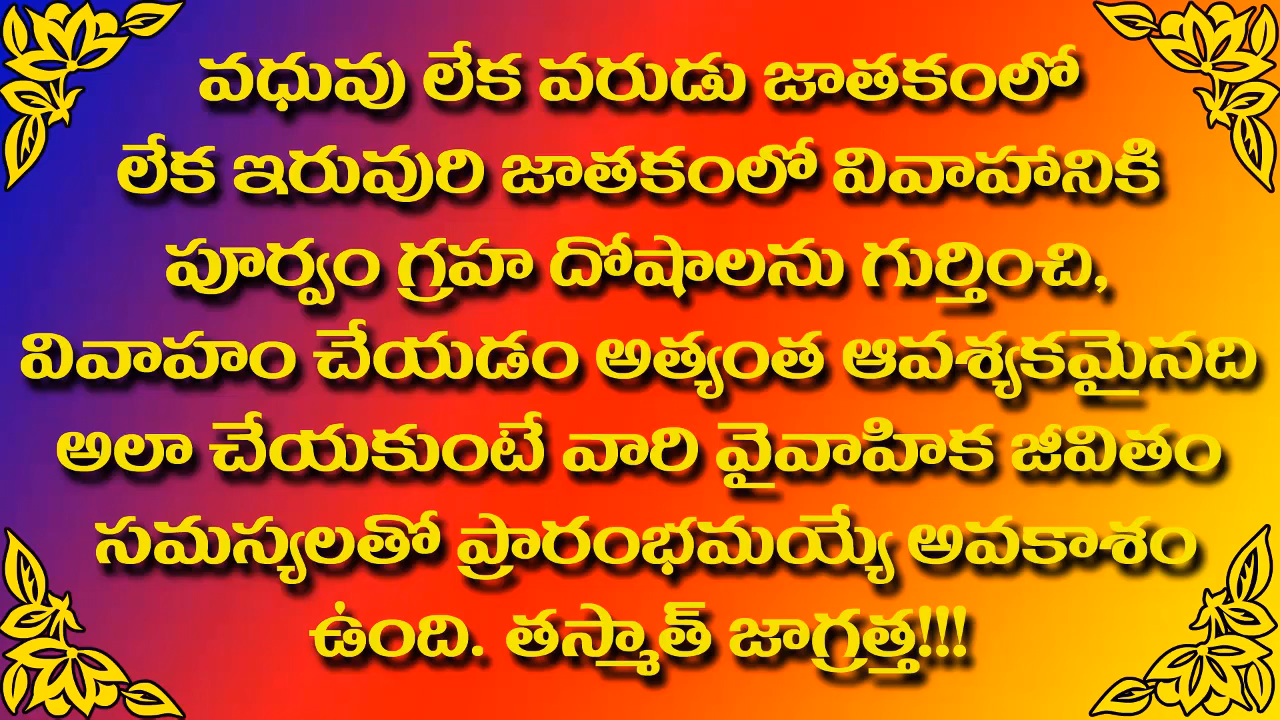 వధువు లేక వరుడు జాతకంలో
లేక ఇరువురి జాతకంలో వివాహానికి
పూర్వం గ్రహ దోషాలను గుర్తించి,
వివాహం చేయడం అత్యంత ఆవశ్యకమైనది
అలా చేయకుంటే వారి వైవాహిక జీవితం
సమస్యలతో ప్రారంభమయ్యే అవకాశం
ఉంది. తస్మాత్ జాగ్రత్త!!!